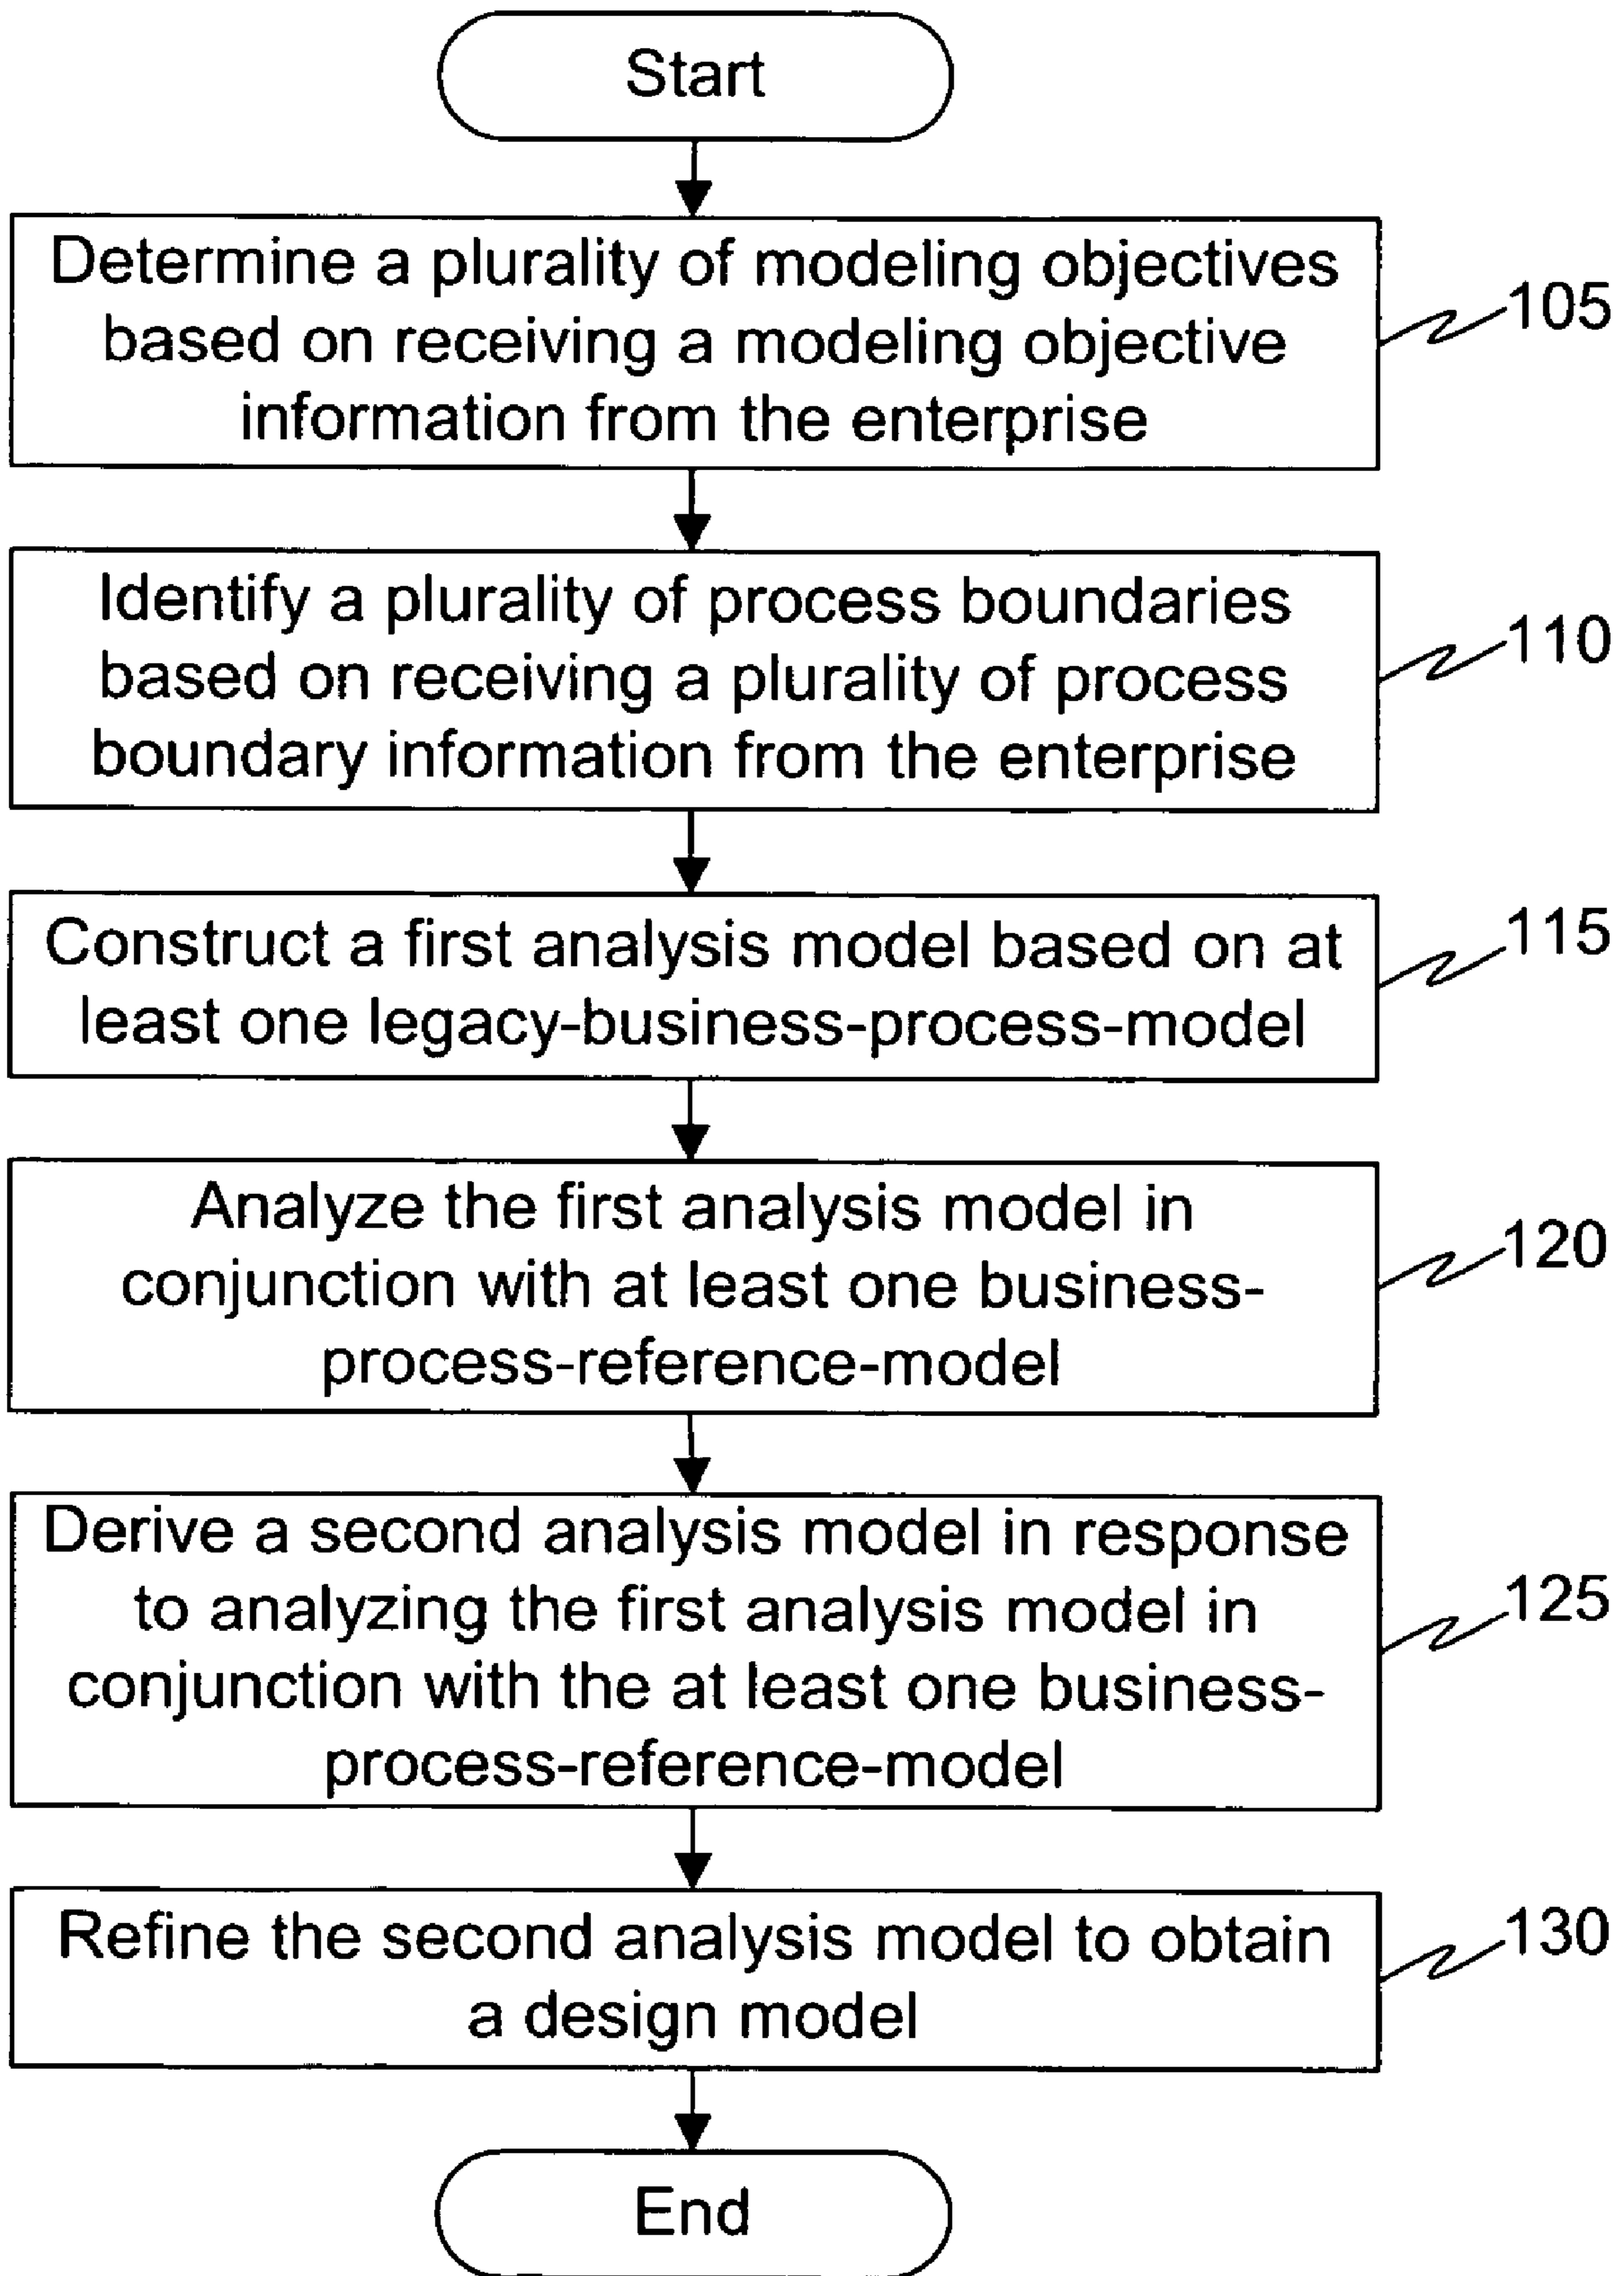 Start
Determine a plurality of modeling objectives
based on receiving a modeling objective
information from the enterprise
105
Identify a plurality of process boundaries
based on receiving a plurality of process
boundary information from the enterprise
110
Construct a first analysis model based on at
least one legacy-business-process-model
115
Analyze the first analysis model in
conjunction with at least one business-
process-reference-model
120
Derive a second analysis model in response
to analyzing the first analysis model in
conjunction with the at least one business-
process-reference-model
125
Refine the second analysis model to obtain
a design model
130
End